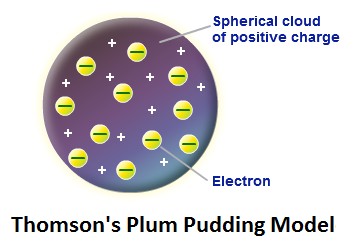 Spherical cloud
of positive charge
Electron
Thomson's Plum Pudding Model